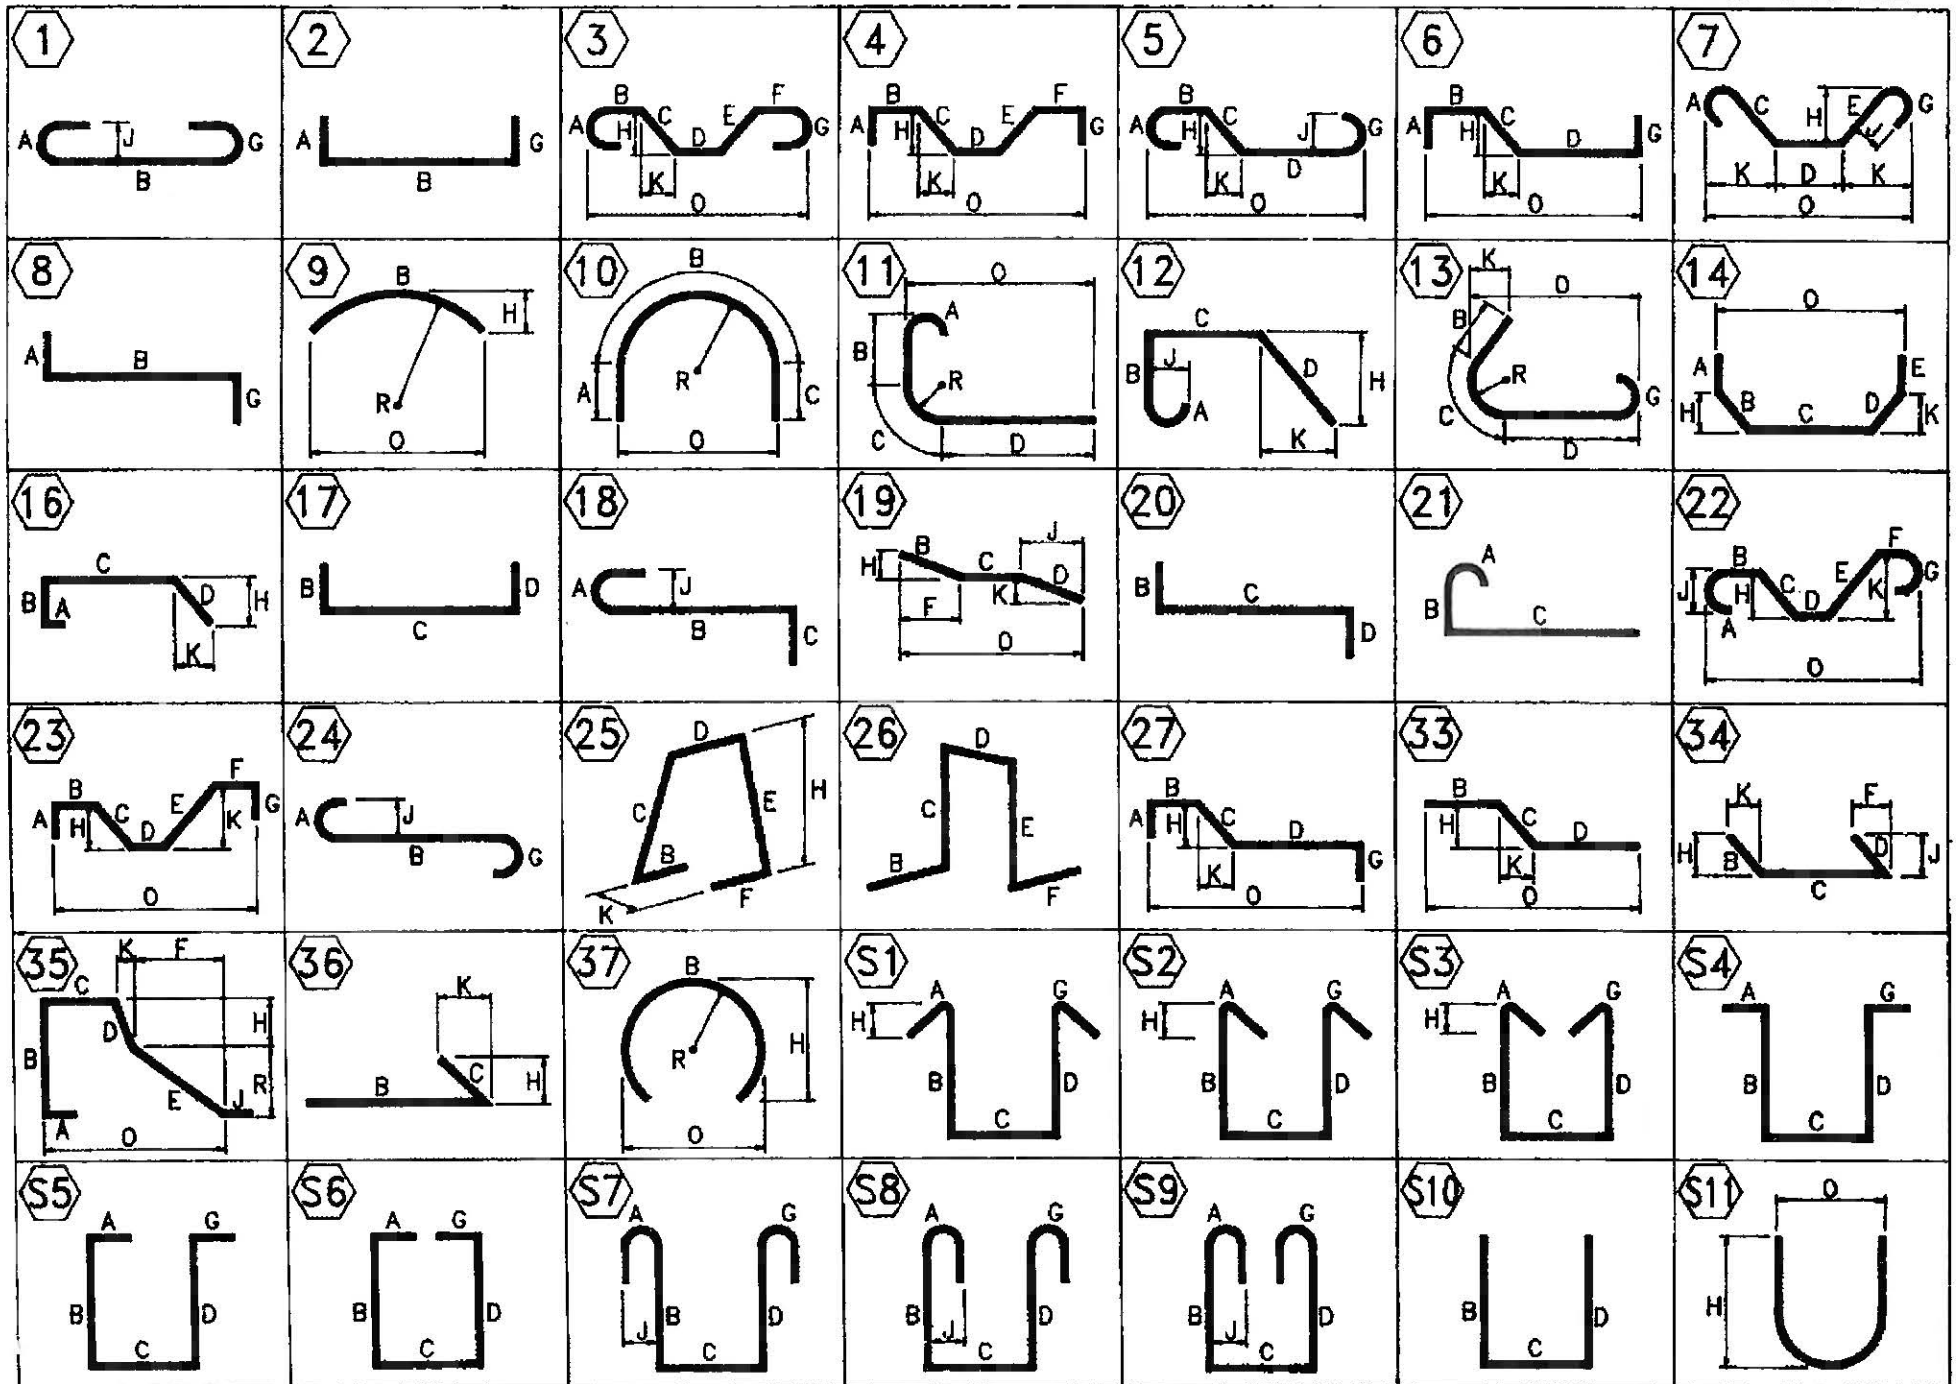 1
A J G
B
2
A G
B
3
B C E F
A H D G
K
O
4
B C E F
A H D G
K
O
5
B C J
A H G
D
K
O
6
B C
A H D G
K
O
7
A C H E G
J
K D K
O
8
A B
G
9
B
H
R
O
10
B
R
A C
O
11
O
A
B
R
C
D
12
C
B J D H
A
K
13
K
O
B
R
G
C
D
14
O
A E
H B C D K
16
C
B A D H
K
17
B D
C
18
A J
B C
19
J
B C
H D
K
F
O
20
B C
D
21
A
B C
22
F
B E
J H C D K G
A
O
23
F
B E G
A H C D K
O
24
A J
B G
25
D
H
C E
B
K F
26
D
C E
B F
27
B C
A H D
G
K
O
33
B C
H D
K
O
34
K F
H B D J
C
35
K F
C
D H
B
R
E J
A
O
36
K
B C H
37
B
R H
O
S1
A G
H
B D
C
S2
A G
H
B D
C
S3
A G
H
B D
C
S4
A G
B D
C
S5
A G
B D
C
S6
A G
B D
C
S7
A G
B D
J
C
S8
A G
B D
J
C
S9
A G
B D
J
C
S10
B D
C
S11
O
H